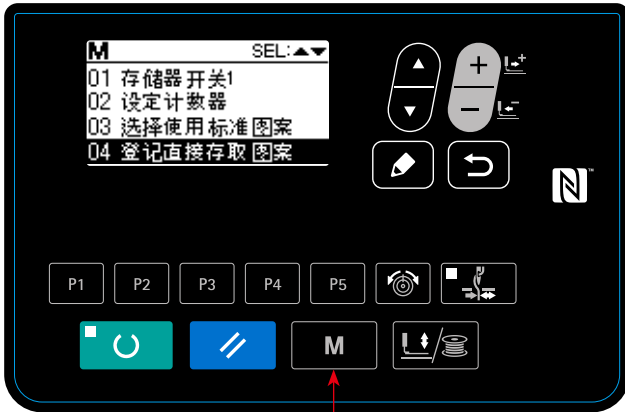 M SEL:▲▼
01 存储器开关1
02 设定计数器
03 选择使用标准图案
04 登记直接存取图案
P1 P2 P3 P4 P5
M